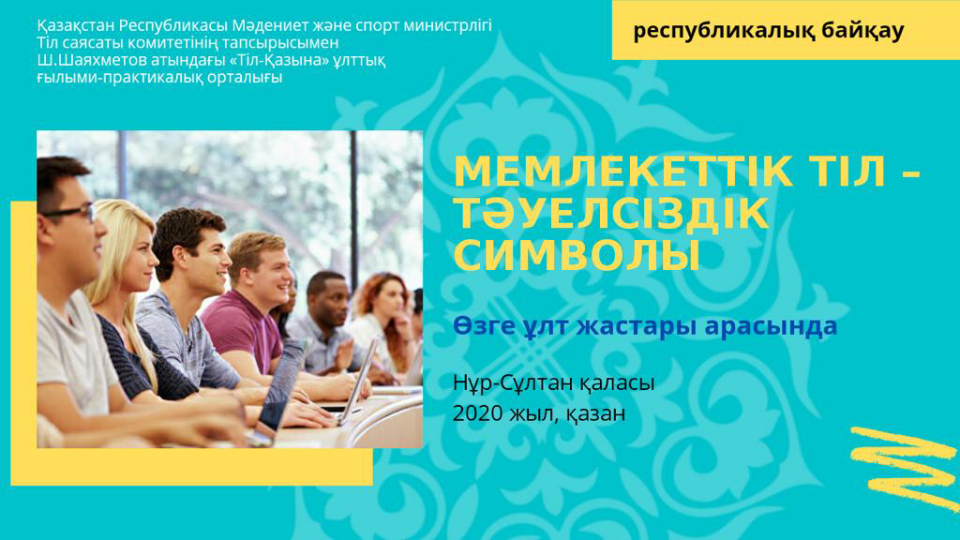 Қазақстан Республикасы Мәдениет және спорт министрлігі
Тіл саясаты комитетінің тапсырысымен
Ш.Шаяхметов атындағы «Тіл-Қазына» ұлттық
ғылыми-практикалық орталығы
республикалық байқау
МЕМЛЕКЕТТІК ТІЛ –
ТӘУЕЛСІЗДІК
СИМВОЛЫ
Өзге ұлт жастары арасында
Нұр-Сұлтан қаласы
2020 жыл, қазан